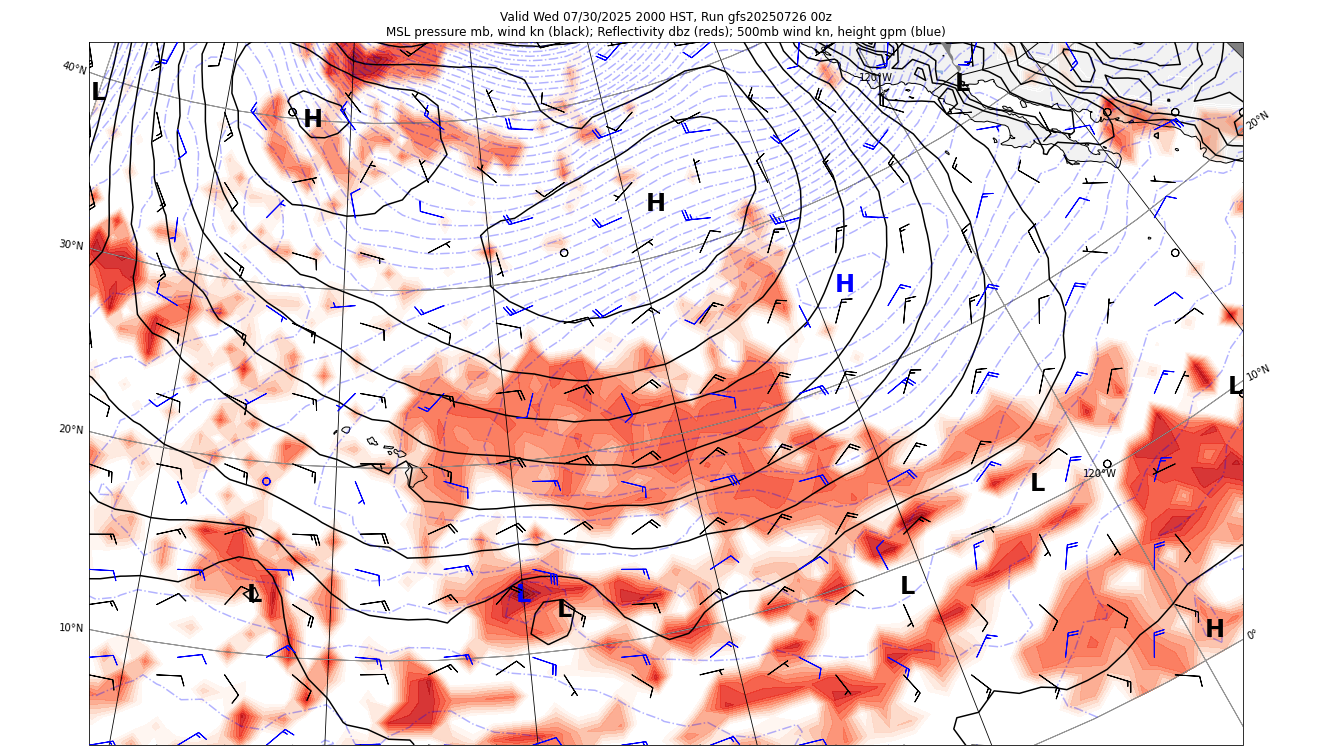 Valid Wed 07/30/2025 2000 HST, Run gfs20250726 00z
MSL pressure mb, wind kn (black); Reflectivity dbz (reds); 500mb wind kn, height gpm (blue)
40°N
120°W
L
L
H
20°N
H
30°N
H
10°N
L
20°N
120°W
L
L
L
L
L
10°N
H
0°